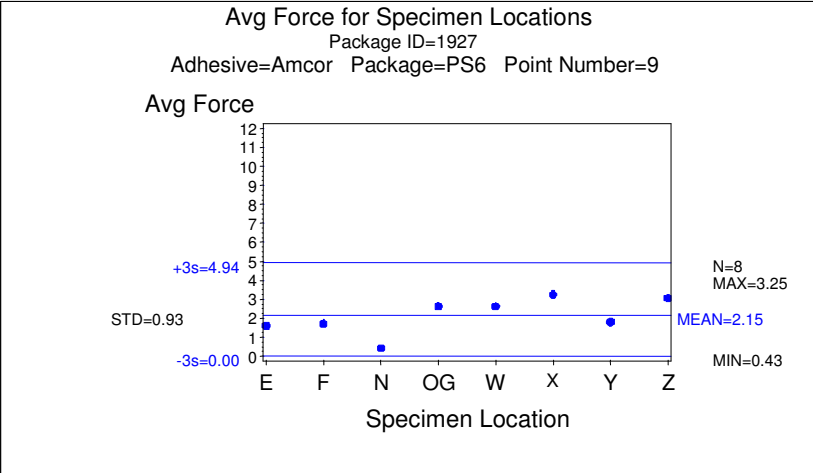 Avg Force for Specimen Locations
Package ID=1927
Adhesive=Amcor Package=PS6 Point Number=9
Avg Force
12
11
10
9
8
7
6
5
4
3
2
1
0
+3s=4.94
STD=0.93
-3s=0.00
N=8
MAX=3.25
MEAN=2.15
MIN=0.43
E F N OG W X Y Z
Specimen Location